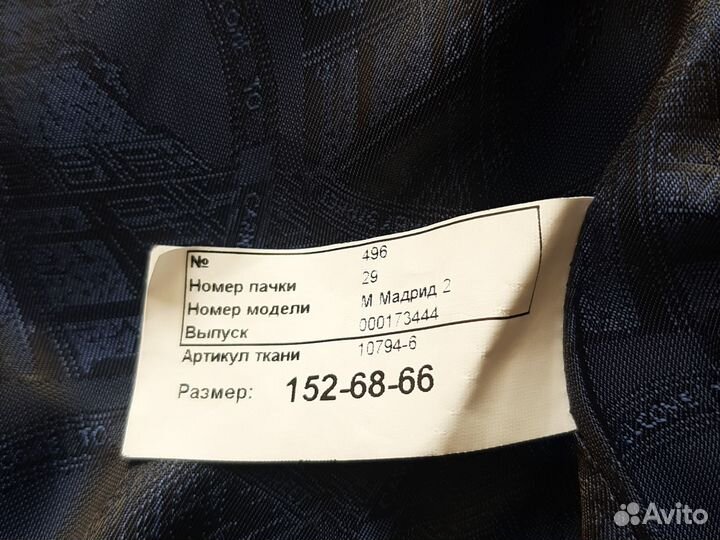 № 496
Номер пачки 29
Номер модели М Мадрид 2
Выпуск 000173444
Артикул ткани 10794-6
Размер: 152-68-66
Avito